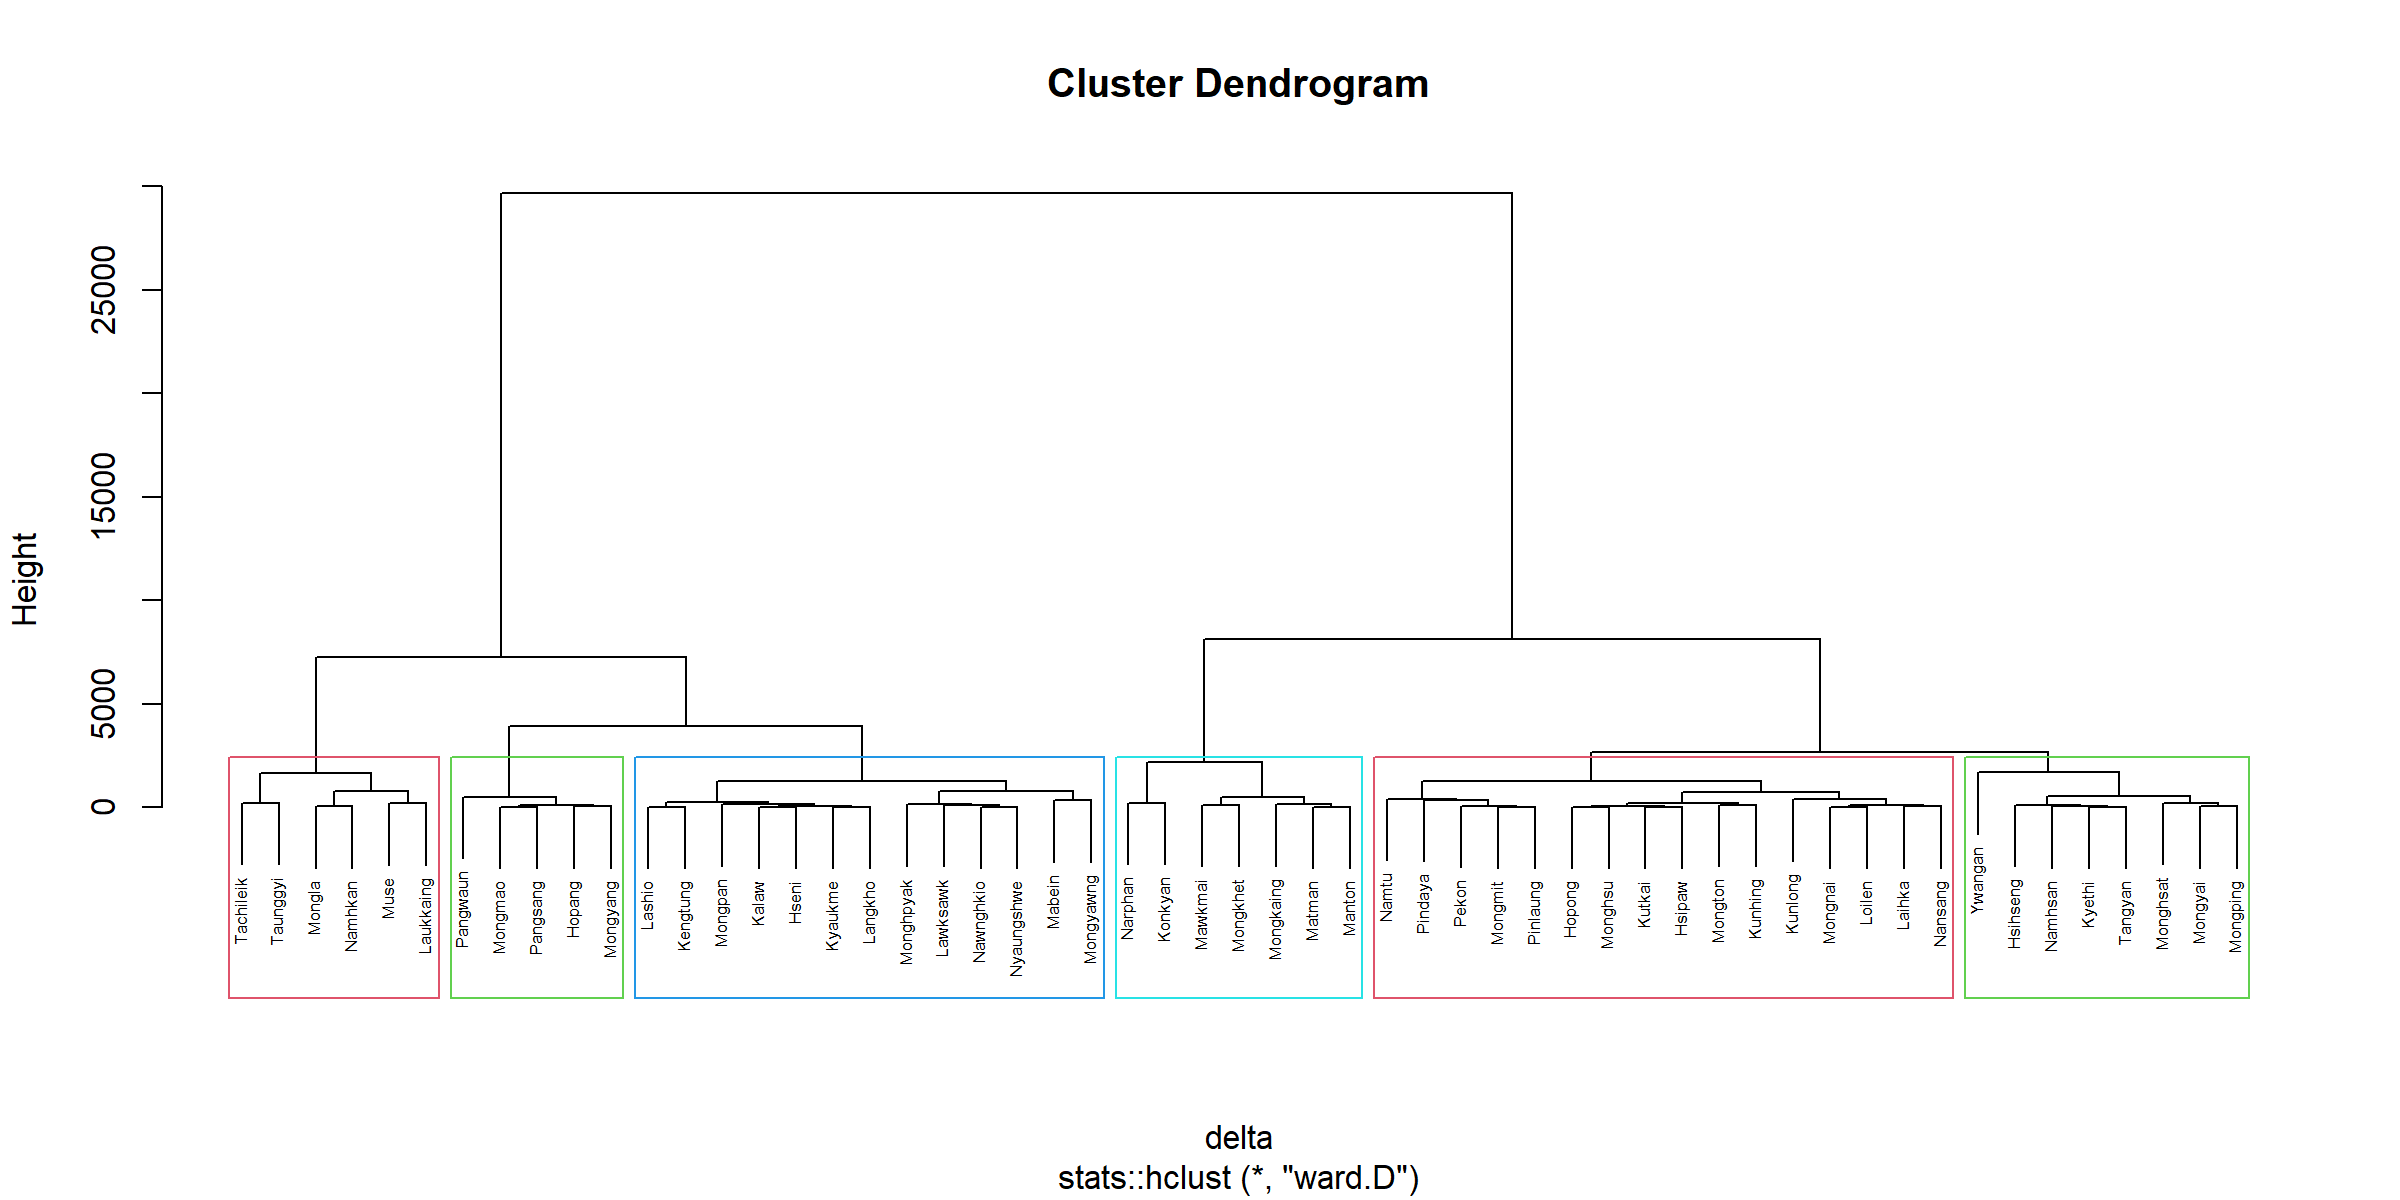 Cluster Dendrogram
Height
0
5000
15000
25000
Tachileik
Taunggyi
Mongla
Namhkan
Muse
Laukkaing
Pangwaun
Mongmao
Pangsang
Hopang
Mongyang
Lashio
Kengtung
Mongpan
Kalaw
Hseni
Kyaukme
Langkho
Monghpyak
Lawksawk
Nawnghkio
Nyaungshwe
Mabein
Mongyawng
Narphan
Konkyan
Mawkmai
Mongkhet
Mongkaing
Matman
Manton
Namtu
Pindaya
Pekon
Mongmit
Pinlaung
Hopong
Monghsu
Kutkai
Hsipaw
Mongton
Kunhing
Kunlong
Mongnai
Loilen
Laihka
Nansang
Ywangan
Hsihseng
Namhsan
Kyethi
Tangyan
Monghsat
Mongyai
Mongping
delta
stats::hclust (*, "ward.D")